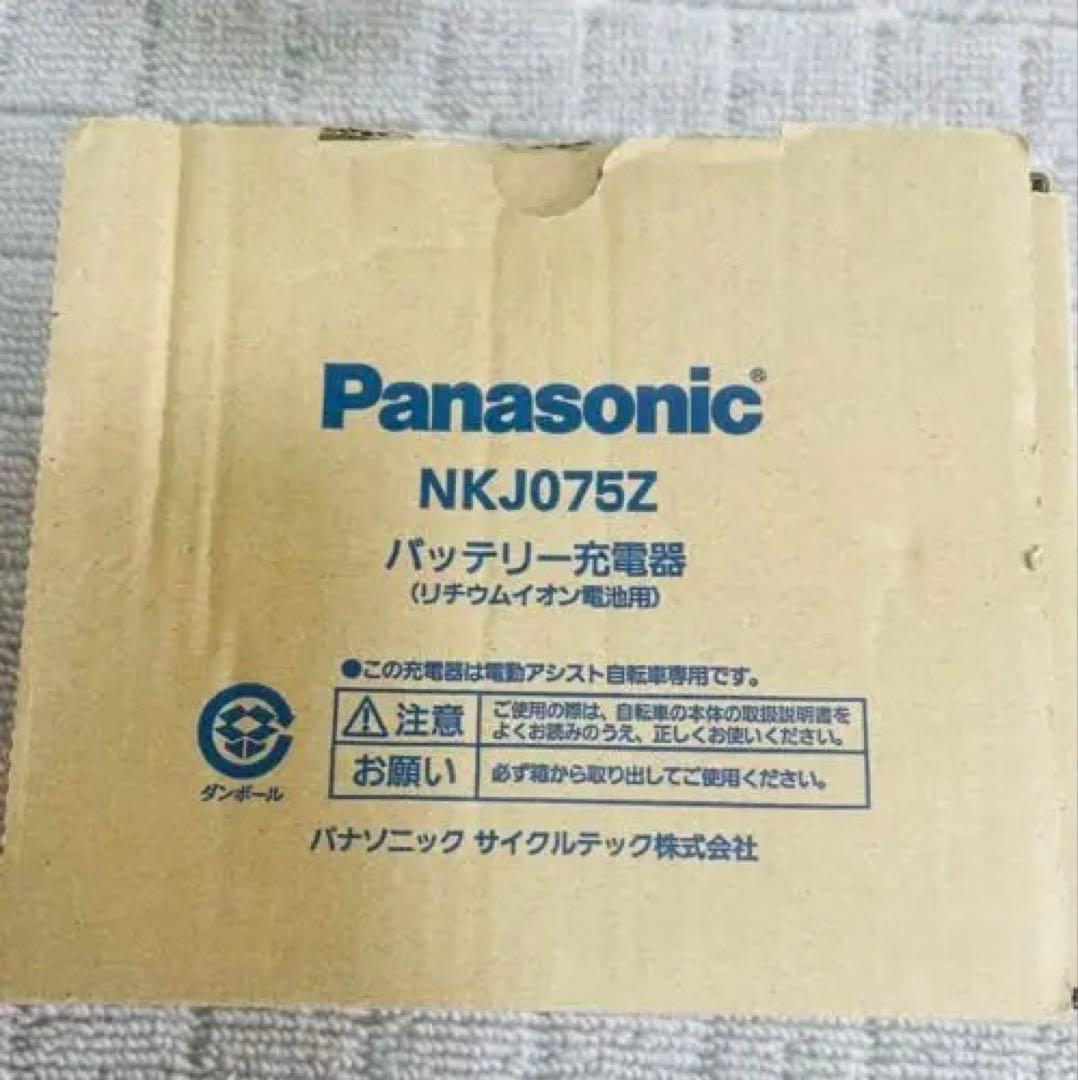 Panasonic®
NKJ075Z
バッテリー充電器
(リチウムイオン電池用)
●この充電器は電動アシスト自転車専用です。
注意
ご使用の際は、自転車の本体の取扱説明書を
よくお読みのうえ、正しくお使いください。
お願い
必ず箱から取り出してご使用ください。
ダンボール
パナソニック サイクルテック株式会社